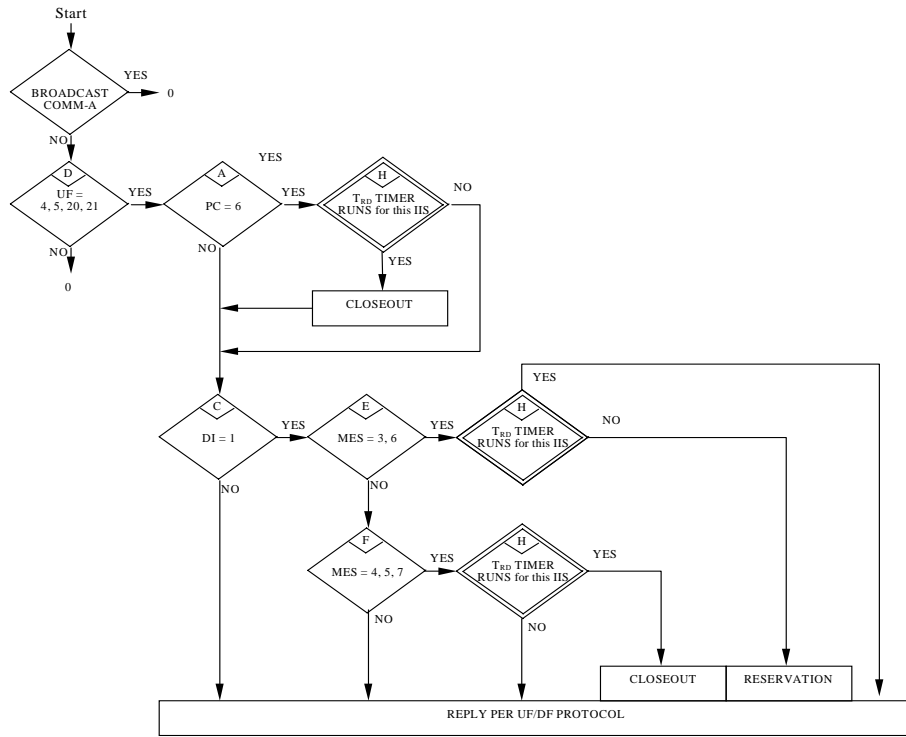 Start
YES
BROADCAST
COMM-A
0
NO
D
UF =
4, 5, 20, 21
YES
YES
A
PC = 6
YES
H
TRD TIMER
RUNS for this IIS
NO
NO
NO
YES
0
CLOSEOUT
YES
C
DI = 1
YES
E
MES = 3, 6
YES
H
TRD TIMER
RUNS for this IIS
NO
NO
NO
F
MES = 4, 5, 7
YES
H
TRD TIMER
RUNS for this IIS
YES
NO
NO
CLOSEOUT
RESERVATION
REPLY PER UF/DF PROTOCOL